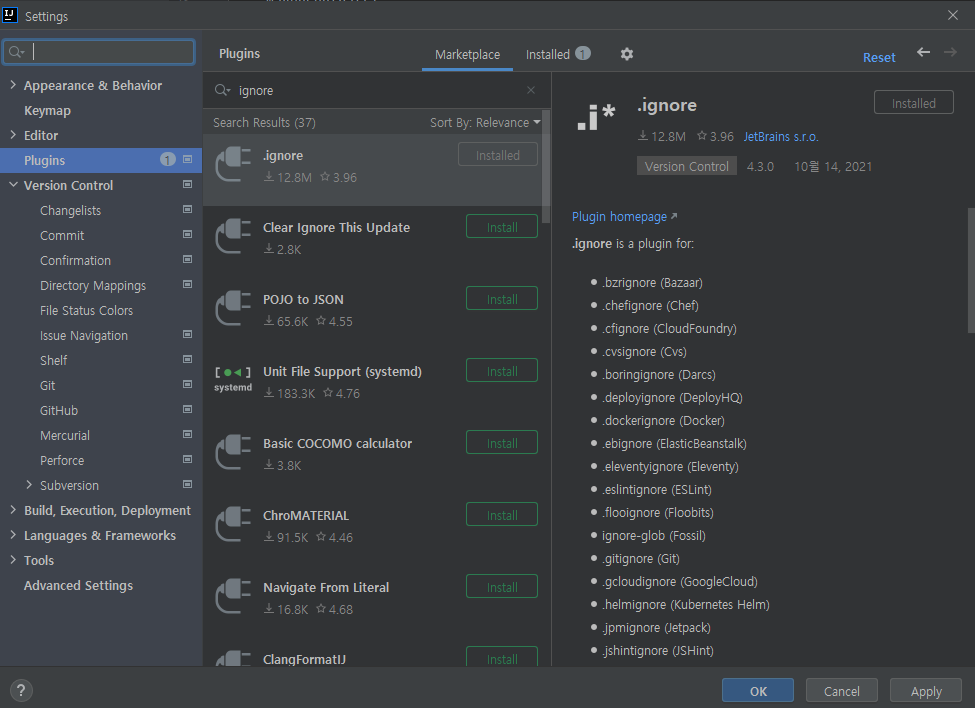 IJ
Settings
Appearance & Behavior
Keymap
Editor
Plugins
1
Version Control
Changelists
Commit
Confirmation
Directory Mappings
File Status Colors
Issue Navigation
Shelf
Git
GitHub
Mercurial
Perforce
Subversion
Build, Execution, Deployment
Languages & Frameworks
Tools
Advanced Settings
Plugins
Marketplace
Installed 1
Reset
ignore
Search Results (37)
Sort By: Relevance
.ignore
Installed
12.8M 3.96
Clear Ignore This Update
Install
2.8K
POJO to JSON
Install
65.6K 4.55
systemd
Unit File Support (systemd)
Install
183.3K 4.76
Basic COCOMO calculator
Install
3.8K
ChroMATERIAL
Install
91.5K 4.46
Navigate From Literal
Install
16.8K 4.68
ClangFormatIJ
Install
.i*
.ignore
Installed
12.8M 3.96 JetBrains s.r.o.
Version Control 4.3.0 10월 14, 2021
Plugin homepage
.ignore is a plugin for:
.bzrignore (Bazaar)
.chefignore (Chef)
.cfignore (CloudFoundry)
.cvsignore (Cvs)
.boringignore (Darcs)
.deployignore (DeployHQ)
.dockerignore (Docker)
.ebignore (ElasticBeanstalk)
.eleventyignore (Eleventy)
.eslintignore (ESLint)
.flooignore (Floobits)
ignore-glob (Fossil)
.gitignore (Git)
.gcloudignore (GoogleCloud)
.helmignore (Kubernetes Helm)
.jpmignore (Jetpack)
.jshintignore (JSHint)
?
OK
Cancel
Apply